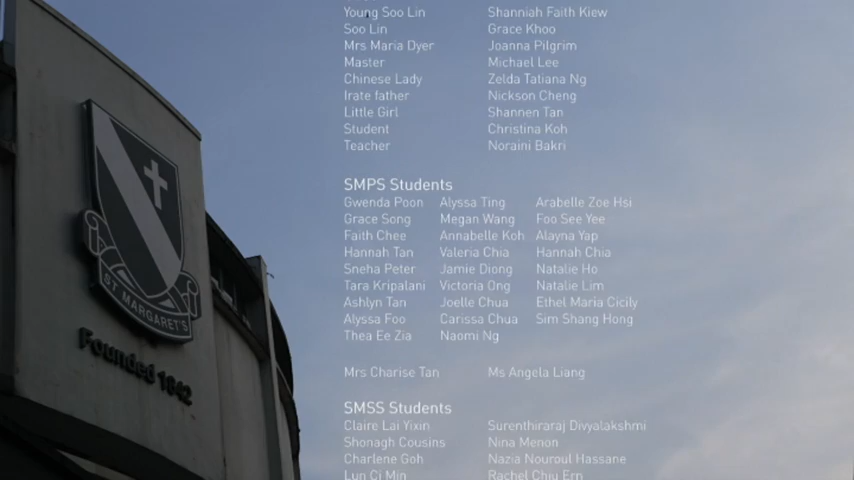 Young Soo Lin Shanniah Faith Kiew
Soo Lin Grace Khoo
Mrs Maria Dyer Joanna Pilgrim
Master Michael Lee
Chinese Lady Zelda Tatiana Ng
Irate father Nickson Cheng
Little Girl Shannen Tan
Student Christina Koh
Teacher Noraini Bakri
SMPS Students
Gwenda Poon Alyssa Ting Arabelle Zoe Hsi
Grace Song Megan Wang Foo See Yee
Faith Chee Annabelle Koh Alayna Yap
Hannah Tan Valeria Chia Hannah Chia
Sneha Peter Jamie Diong Natalie Ho
Tara Kripalani Victoria Ong Natalie Lim
Ashlyn Tan Joelle Chua Ethel Maria Cicily
Alyssa Foo Carissa Chua Sim Shang Hong
Thea Ee Zia Naomi Ng
Mrs Charise Tan Ms Angela Liang
SMSS Students
Claire Lai Yixin Surenthiraraj Divyalakshmi
Shonagh Cousins Nina Menon
Charlene Goh Nazia Nouroul Hassane
Lun Ci Min Rachel Chiu Ern
ST MARGARET'S
Founded 1842